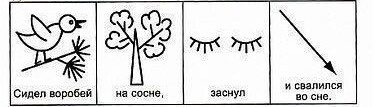 Сидел воробей
на сосне,
заснул
и свалился
во сне.